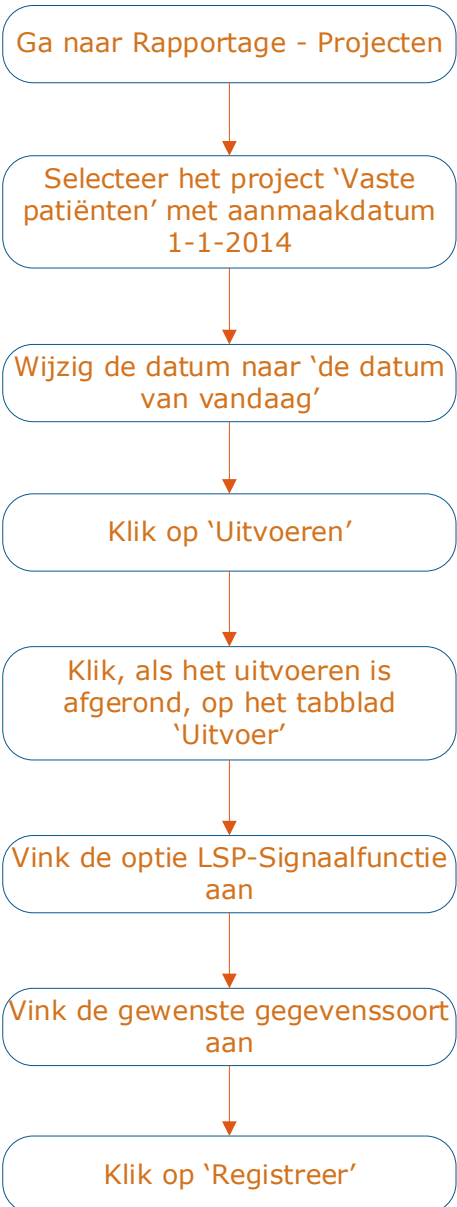 Ga naar Rapportage - Projecten
Selecteer het project ‘Vaste
patiënten’ met aanmaakdatum
1-1-2014
Wijzig de datum naar ‘de datum
van vandaag’
Klik op ‘Uitvoeren’
Klik, als het uitvoeren is
afgerond, op het tabblad
‘Uitvoer’
Vink de optie LSP-Signaalfunctie
aan
Vink de gewenste gegevenssoort
aan
Klik op ‘Registreer’